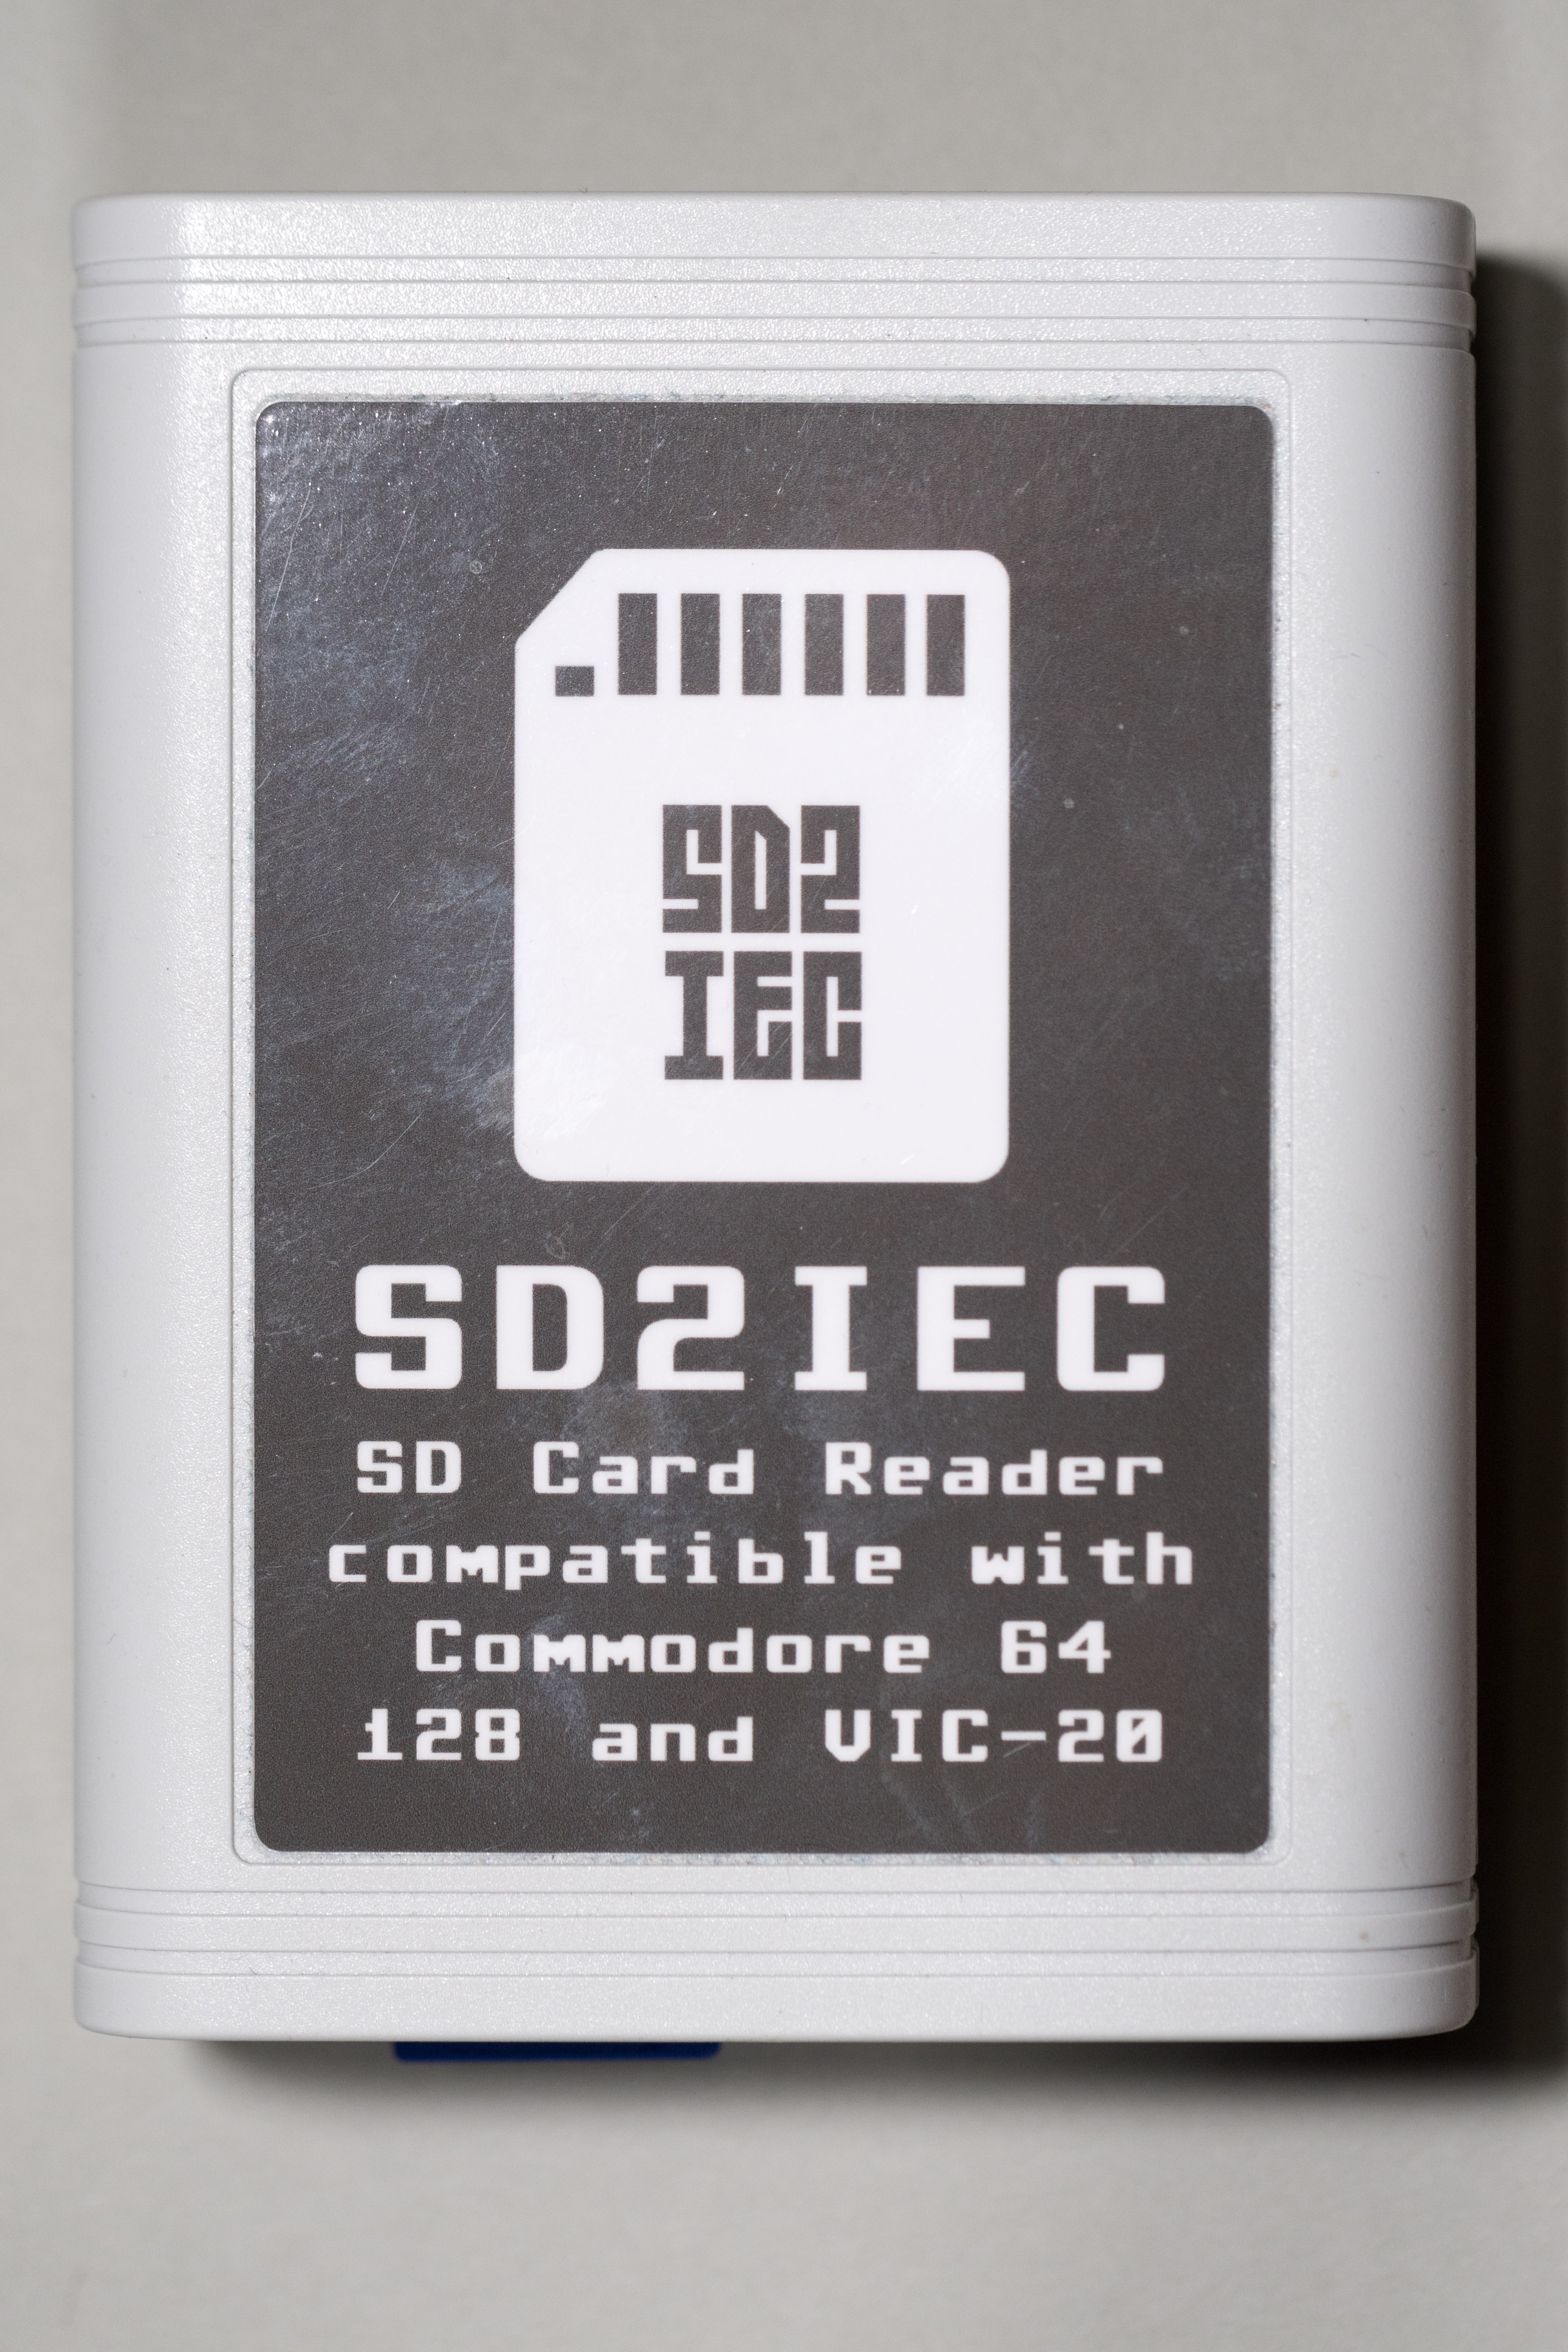 SD2
IEC
SD2IEC
SD Card Reader
compatible with
Commodore 64
128 and VIC-20